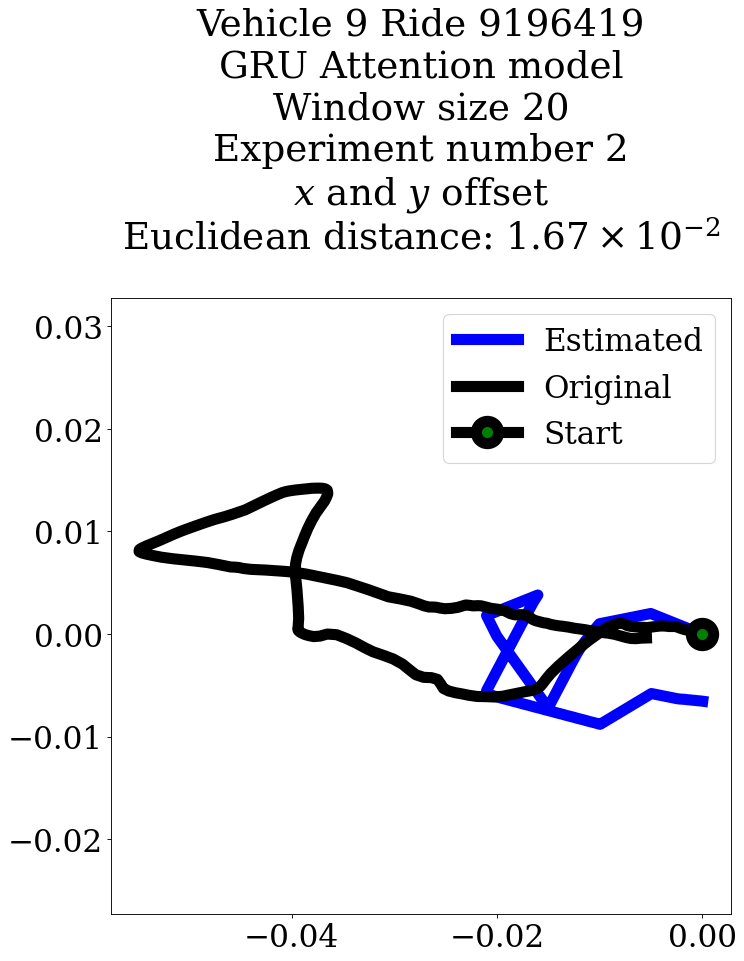 Vehicle 9 Ride 9196419
GRU Attention model
Window size 20
Experiment number 2
x and y offset
Euclidean distance: 1.67 × 10⁻²
Estimated
Original
Start
0.03
0.02
0.01
0.00
−0.01
−0.02
−0.04
−0.02
0.00